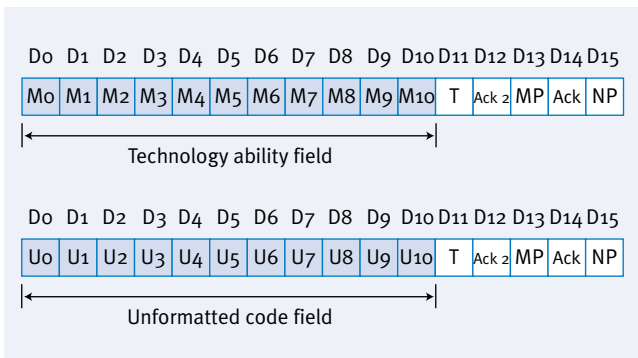 D0 D1 D2 D3 D4 D5 D6 D7 D8 D9 D10 D11 D12 D13 D14 D15
M0 M1 M2 M3 M4 M5 M6 M7 M8 M9 M10 T Ack 2 MP Ack NP
Technology ability field
D0 D1 D2 D3 D4 D5 D6 D7 D8 D9 D10 D11 D12 D13 D14 D15
U0 U1 U2 U3 U4 U5 U6 U7 U8 U9 U10 T Ack 2 MP Ack NP
Unformatted code field